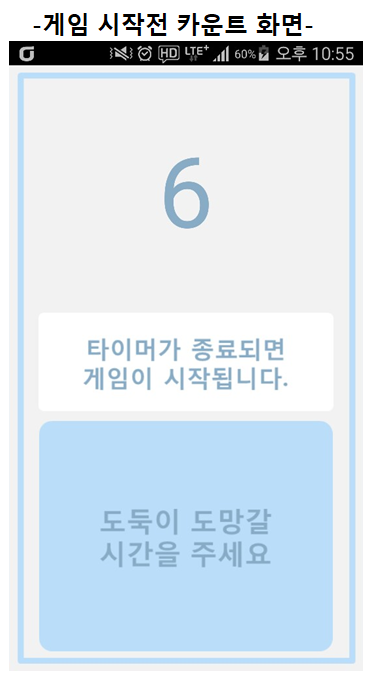 -게임 시작전 카운트 화면-
HD LTE+ 60% 오후 10:55
6
타이머가 종료되면
게임이 시작됩니다.
도둑이 도망갈
시간을 주세요